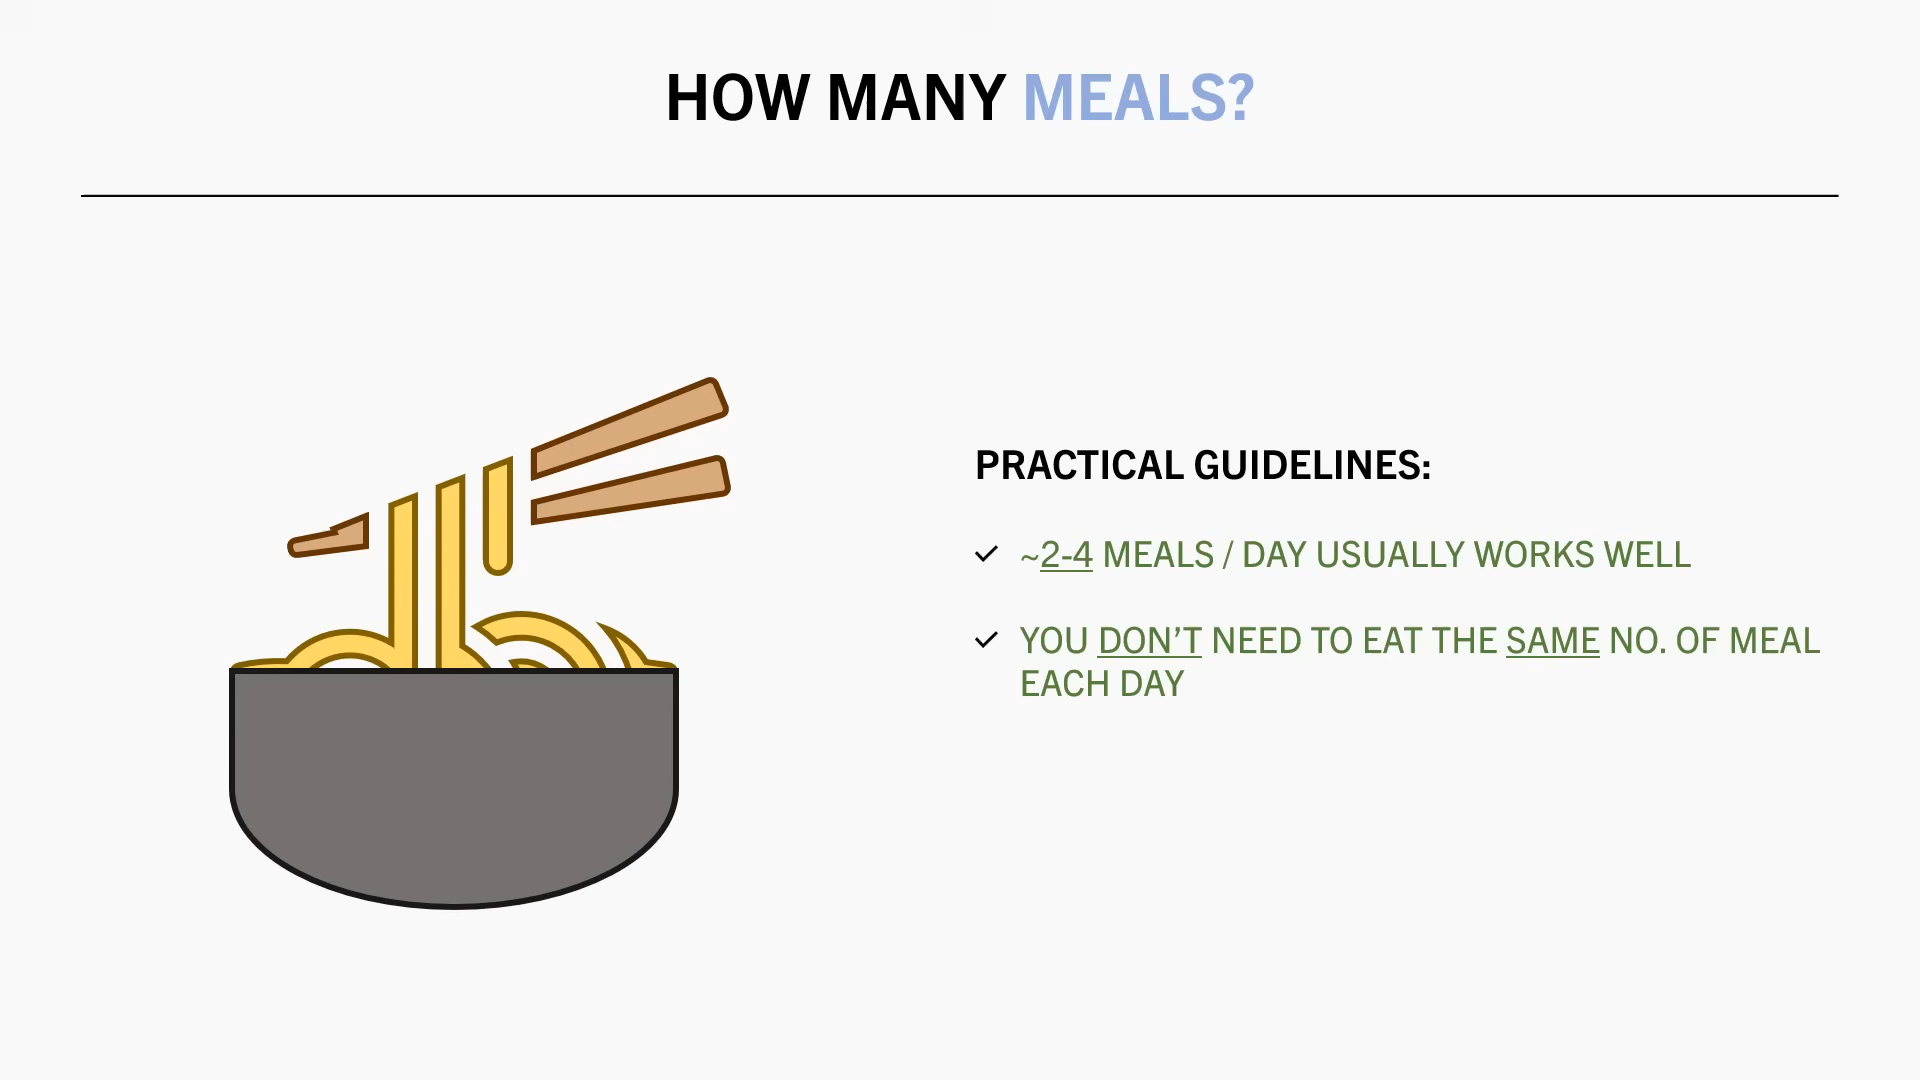 HOW MANY MEALS?
PRACTICAL GUIDELINES:
~2-4 MEALS / DAY USUALLY WORKS WELL
YOU DON’T NEED TO EAT THE SAME NO. OF MEAL
EACH DAY